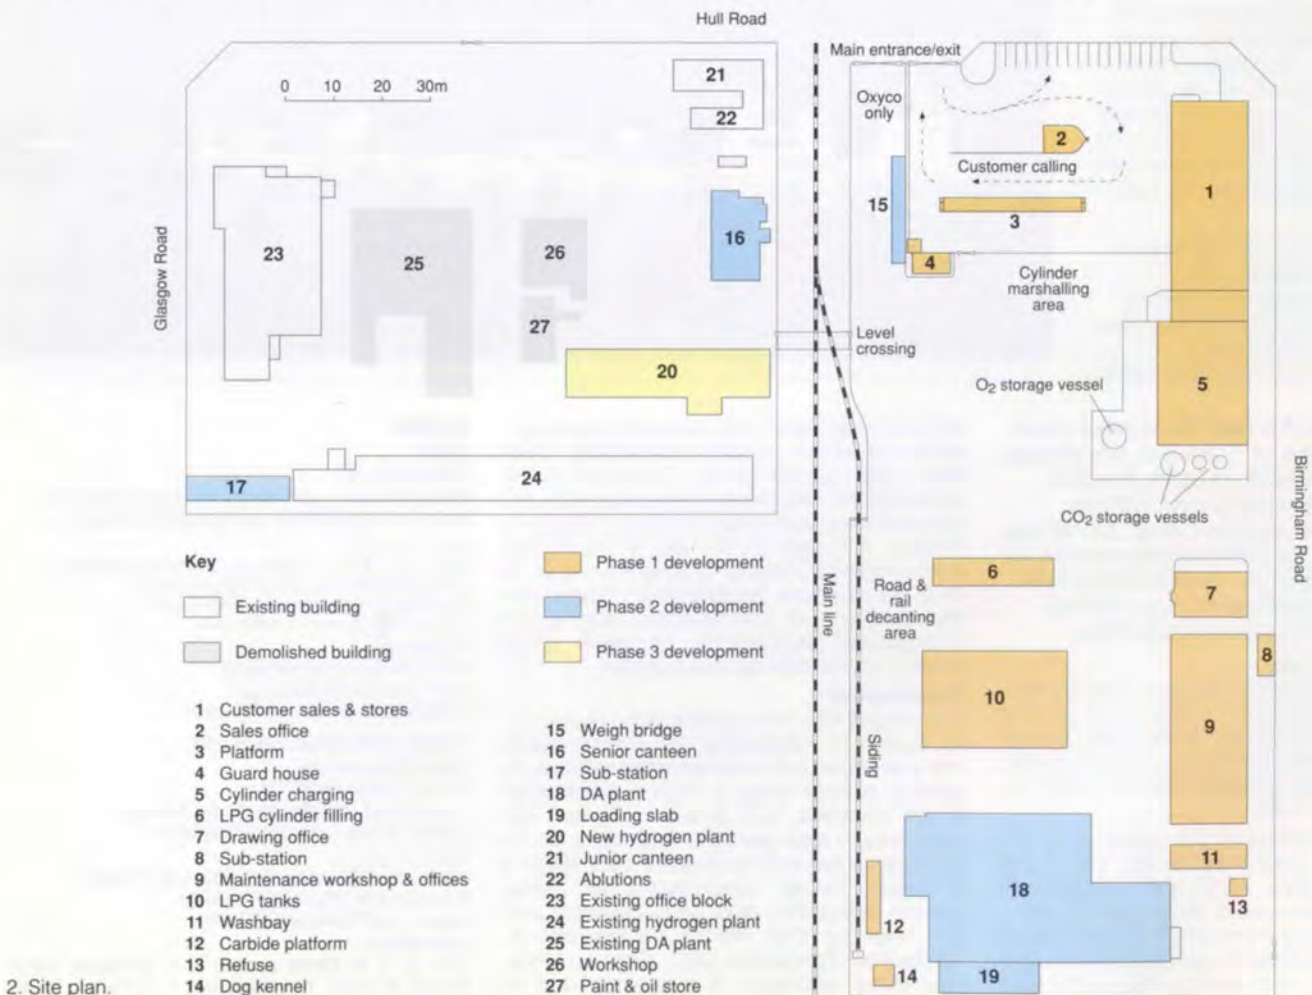 Hull Road
21
0 10 20 30m
22
Main entrance/exit
Oxyco
only
2
Customer calling
1
15
3
4
Cylinder
marshalling
area
16
23
25
26
27
Glasgow Road
Level
crossing
20
O2 storage vessel
5
17
24
CO2 storage vessels
Birmingham Road
Key
Existing building
Demolished building
Phase 1 development
Phase 2 development
Phase 3 development
Main line
Road &
rail
decanting
area
6
7
8
10
9
Siding
11
18
12
13
14
19
1 Customer sales & stores
2 Sales office
3 Platform
4 Guard house
5 Cylinder charging
6 LPG cylinder filling
7 Drawing office
8 Sub-station
9 Maintenance workshop & offices
10 LPG tanks
11 Washbay
12 Carbide platform
13 Refuse
14 Dog kennel
15 Weigh bridge
16 Senior canteen
17 Sub-station
18 DA plant
19 Loading slab
20 New hydrogen plant
21 Junior canteen
22 Ablutions
23 Existing office block
24 Existing hydrogen plant
25 Existing DA plant
26 Workshop
27 Paint & oil store
2. Site plan.